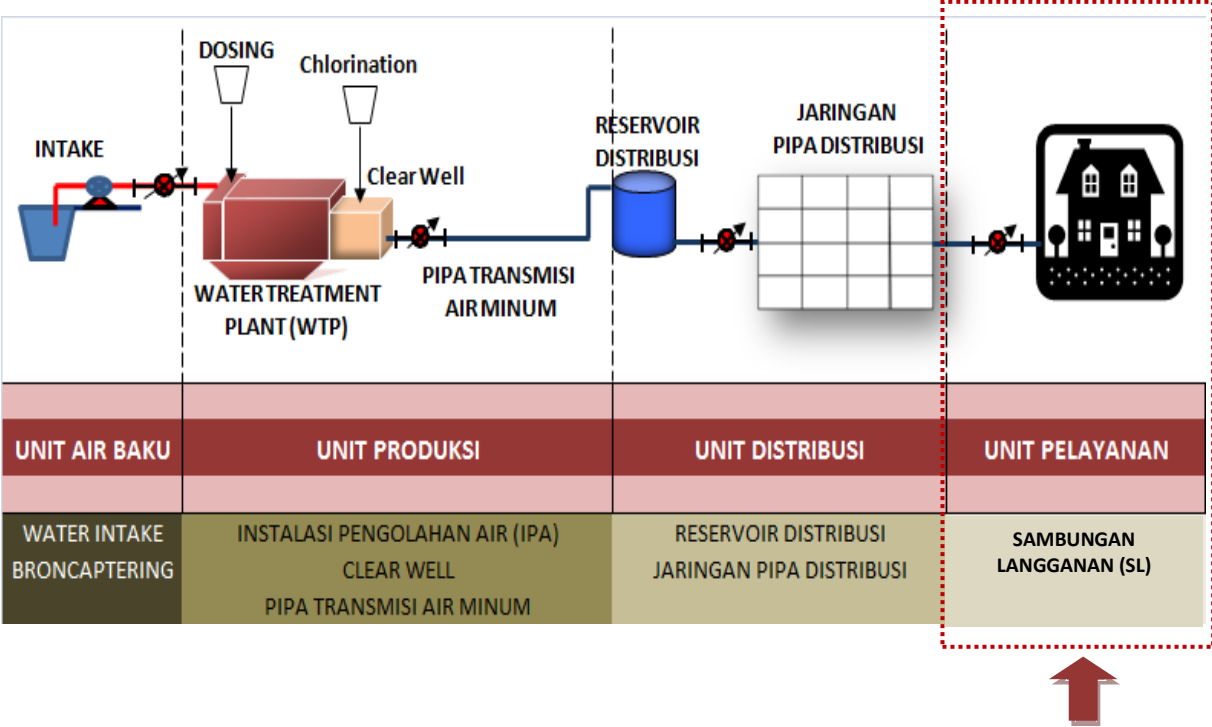 DOSING
Chlorination
INTAKE
Clear Well
WATER TREATMENT
PLANT (WTP)
PIPA TRANSMISI
AIR MINUM
RESERVOIR
DISTRIBUSI
JARINGAN
PIPA DISTRIBUSI
UNIT AIR BAKU
UNIT PRODUKSI
UNIT DISTRIBUSI
UNIT PELAYANAN
WATER INTAKE
BRONCAPTERING
INSTALASI PENGOLAHAN AIR (IPA)
CLEAR WELL
PIPA TRANSMISI AIR MINUM
RESERVOIR DISTRIBUSI
JARINGAN PIPA DISTRIBUSI
SAMBUNGAN
LANGGANAN (SL)